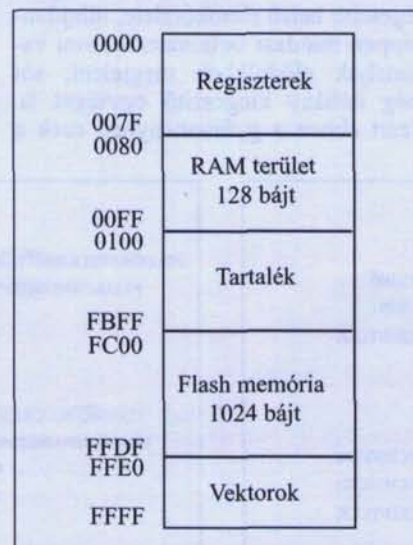 0000
Regiszterek
007F
0080
RAM terület
128 bájt
00FF
0100
Tartalék
FBFF
FC00
Flash memória
1024 bájt
FFDF
FFE0
Vektorok
FFFF